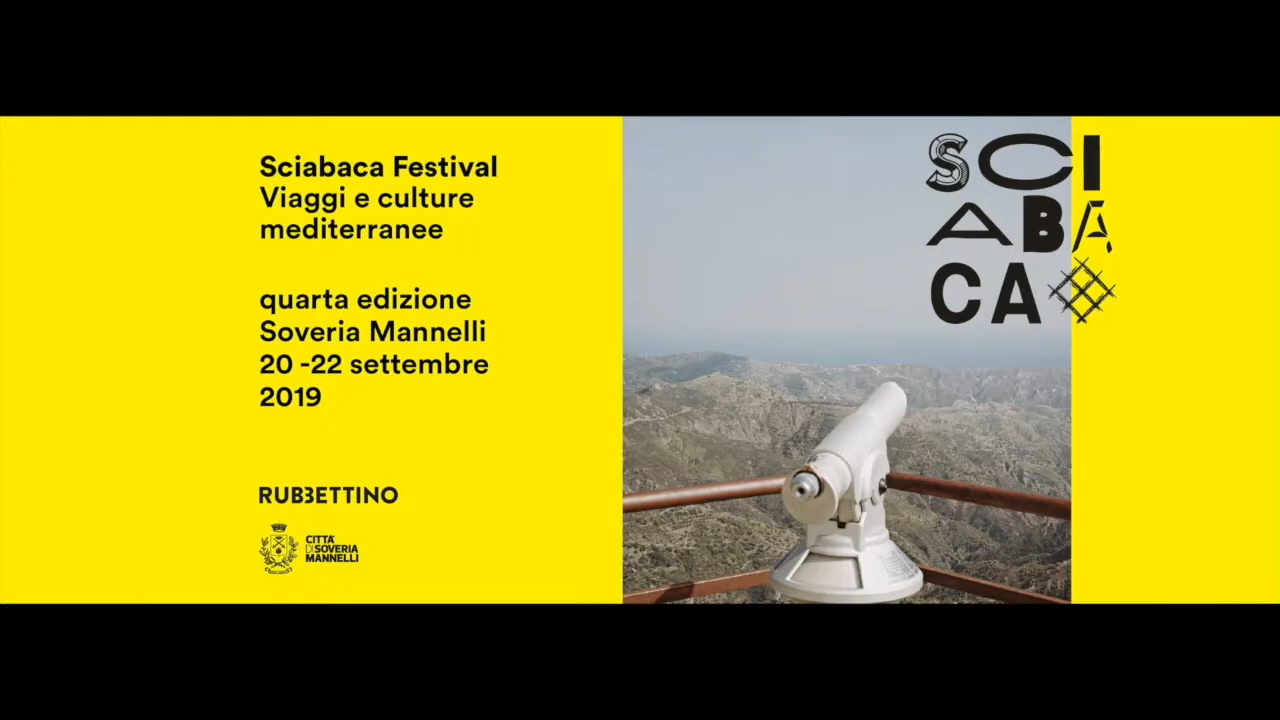 Sciabaca Festival
Viaggi e culture
mediterranee
quarta edizione
Soveria Mannelli
20 -22 settembre
2019
RUBBETTINO
CITTÀ
DI SOVERIA
MANNELLI
SCI
ABA
CA